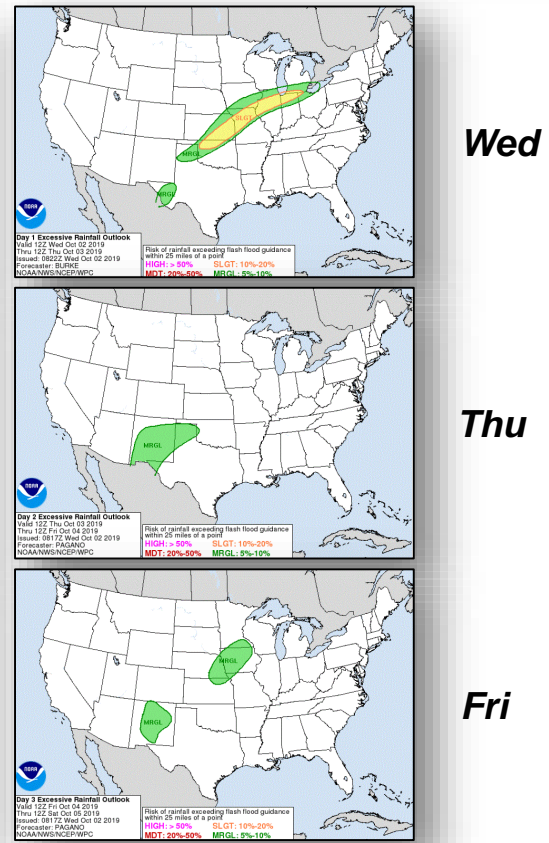 Wed
MRGL
SLGT
MRGL
NOAA
Day 1 Excessive Rainfall Outlook
Valid 12Z Wed Oct 02 2019
Thru 12Z Thu Oct 03 2019
Issued: 0822Z Wed Oct 02 2019
Forecaster: BURKE
NOAA/NWS/NCEP/WPC
Risk of rainfall exceeding flash flood guidance
within 25 miles of a point
HIGH: > 50% SLGT: 10%-20%
MDT: 20%-50% MRGL: 5%-10%
Thu
MRGL
NOAA
Day 2 Excessive Rainfall Outlook
Valid 12Z Thu Oct 03 2019
Thru 12Z Fri Oct 04 2019
Issued: 0817Z Wed Oct 02 2019
Forecaster: PAGANO
NOAA/NWS/NCEP/WPC
Risk of rainfall exceeding flash flood guidance
within 25 miles of a point
HIGH: > 50% SLGT: 10%-20%
MDT: 20%-50% MRGL: 5%-10%
Fri
MRGL
MRGL
NOAA
Day 3 Excessive Rainfall Outlook
Valid 12Z Fri Oct 04 2019
Thru 12Z Sat Oct 05 2019
Issued: 0817Z Wed Oct 02 2019
Forecaster: PAGANO
NOAA/NWS/NCEP/WPC
Risk of rainfall exceeding flash flood guidance
within 25 miles of a point
HIGH: > 50% SLGT: 10%-20%
MDT: 20%-50% MRGL: 5%-10%